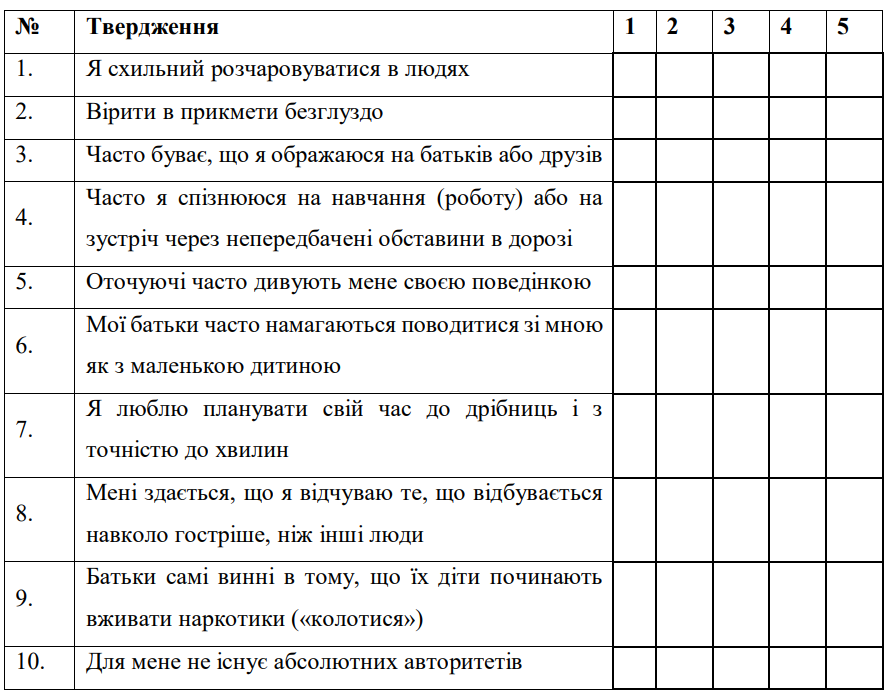 № Твердження 1 2 3 4 5
1. Я схильний розчаровуватися в людях
2. Вірити в прикмети безглуздо
3. Часто буває, що я ображаюся на батьків або друзів
4. Часто я спізнююся на навчання (роботу) або на
зустріч через непередбачені обставини в дорозі
5. Оточуючі часто дивують мене своєю поведінкою
6. Мої батьки часто намагаються поводитися зі мною
як з маленькою дитиною
7. Я люблю планувати свій час до дрібниць і з
точністю до хвилин
8. Мені здається, що я відчуваю те, що відбувається
навколо гостріше, ніж інші люди
9. Батьки самі винні в тому, що їх діти починають
вживати наркотики («колотися»)
10. Для мене не існує абсолютних авторитетів